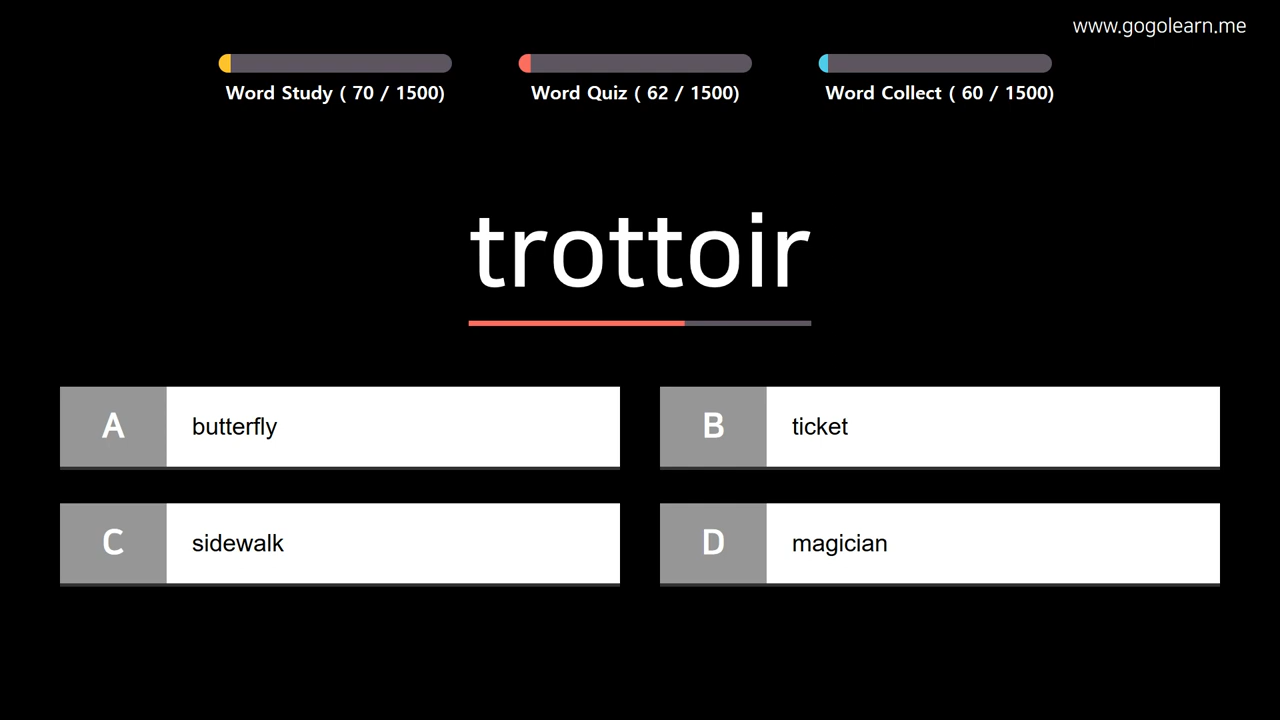 www.gogolearn.me
Word Study ( 70 / 1500)
Word Quiz ( 62 / 1500)
Word Collect ( 60 / 1500)
trottoir
A butterfly
B ticket
C sidewalk
D magician